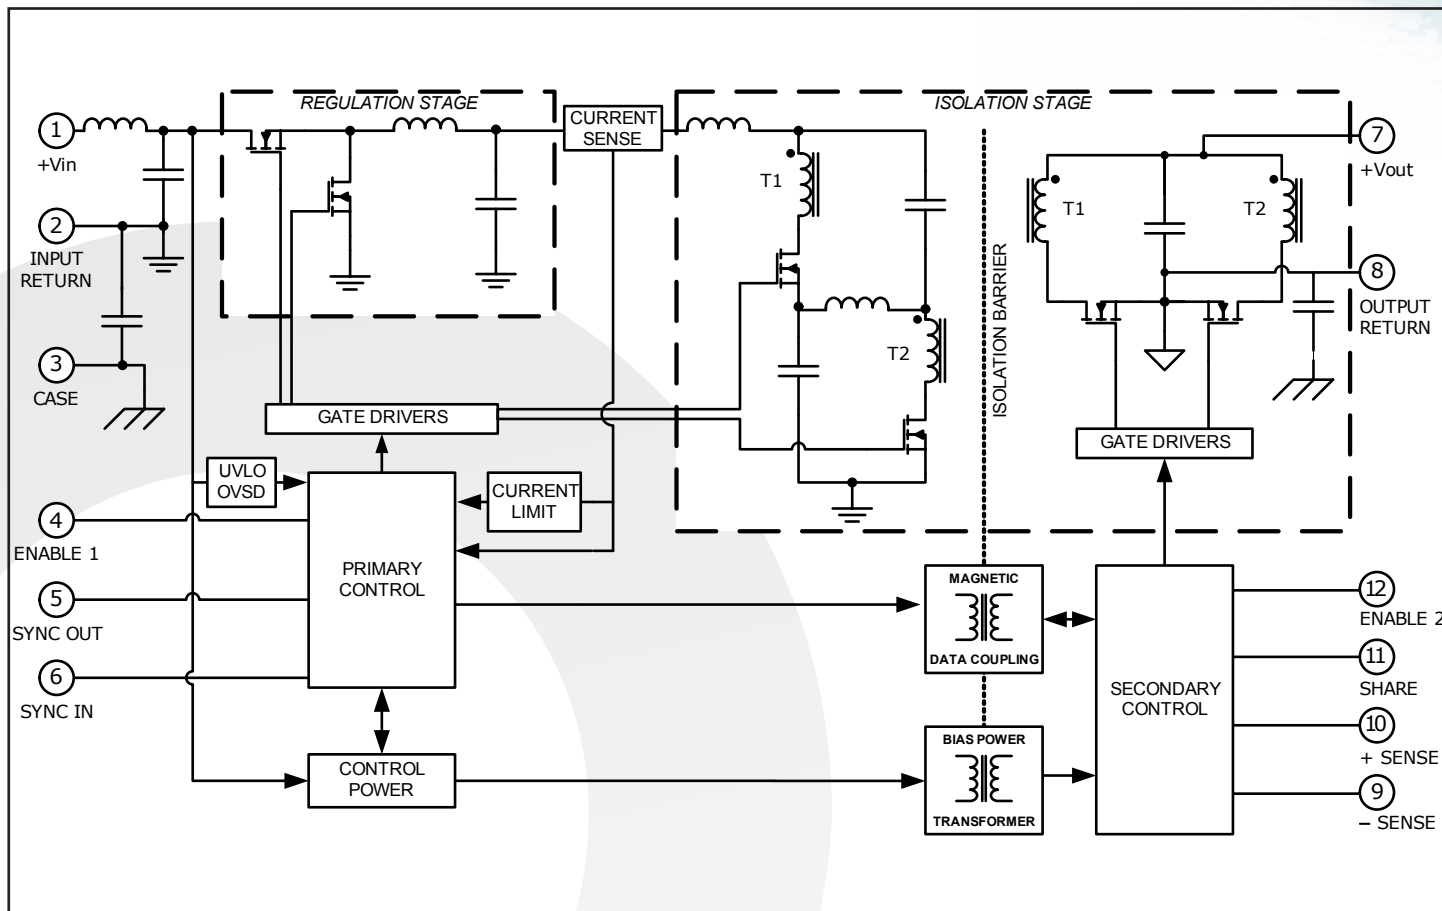 REGULATION STAGE
ISOLATION STAGE
1
+Vin
CURRENT
SENSE
7
+Vout
T1
T1
T2
2
INPUT
RETURN
8
OUTPUT
RETURN
ISOLATION BARRIER
T2
3
CASE
GATE DRIVERS
GATE DRIVERS
UVLO
OVSD
CURRENT
LIMIT
4
ENABLE 1
PRIMARY
CONTROL
MAGNETIC
DATA COUPLING
12
ENABLE 2
5
SYNC OUT
11
SHARE
6
SYNC IN
SECONDARY
CONTROL
10
+ SENSE
CONTROL
POWER
BIAS POWER
TRANSFORMER
9
– SENSE